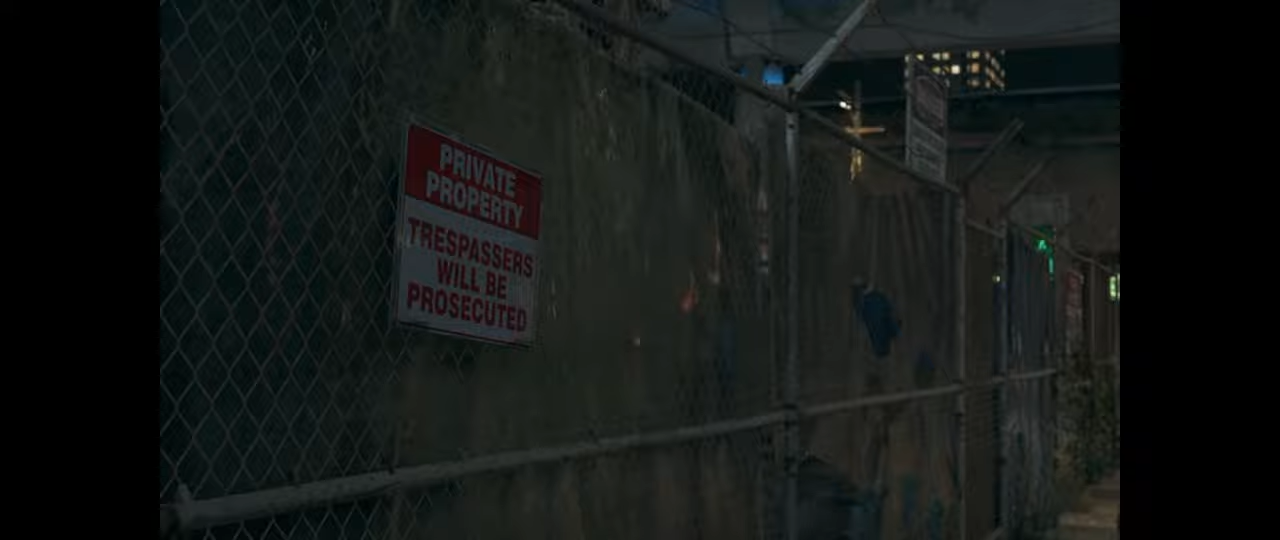 PRIVATE
PROPERTY
TRESPASSERS
WILL BE
PROSECUTED